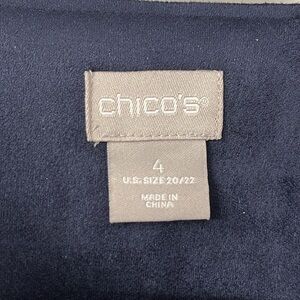 chico's®
4
U.S. SIZE 20/22
MADE IN
CHINA